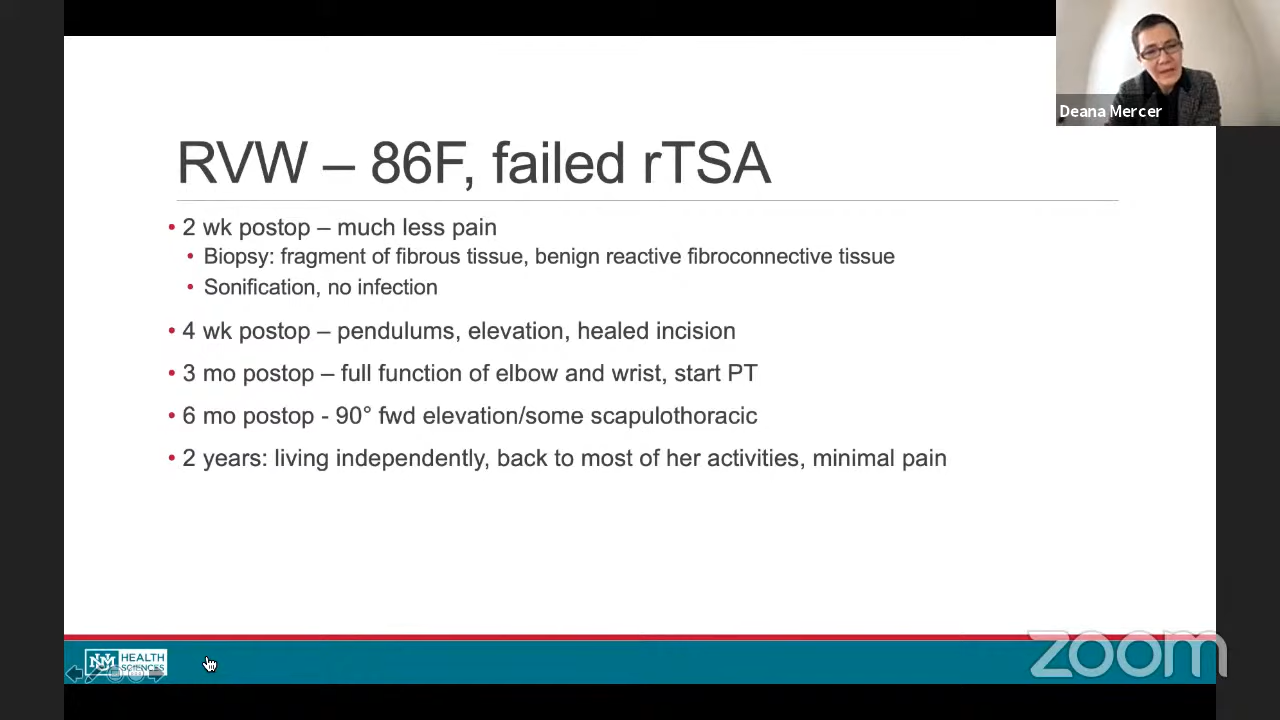 Deana Mercer
RVW – 86F, failed rTSA
• 2 wk postop – much less pain
• Biopsy: fragment of fibrous tissue, benign reactive fibroconnective tissue
• Sonification, no infection
• 4 wk postop – pendulums, elevation, healed incision
• 3 mo postop – full function of elbow and wrist, start PT
• 6 mo postop - 90° fwd elevation/some scapulothoracic
• 2 years: living independently, back to most of her activities, minimal pain
UNM HEALTH
SCIENCES
zoom